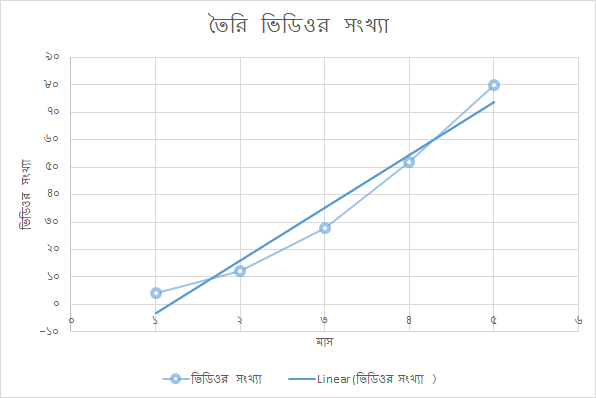 তৈরি ভিডিওর সংখ্যা
৯০
৮০
৭০
৬০
৫০
৪০
৩০
২০
১০
০
-১০
ভিডিওর সংখ্যা
০ ১ ২ ৩ ৪ ৫ ৬
মাস
ভিডিওর সংখ্যা Linear (ভিডিওর সংখ্যা )